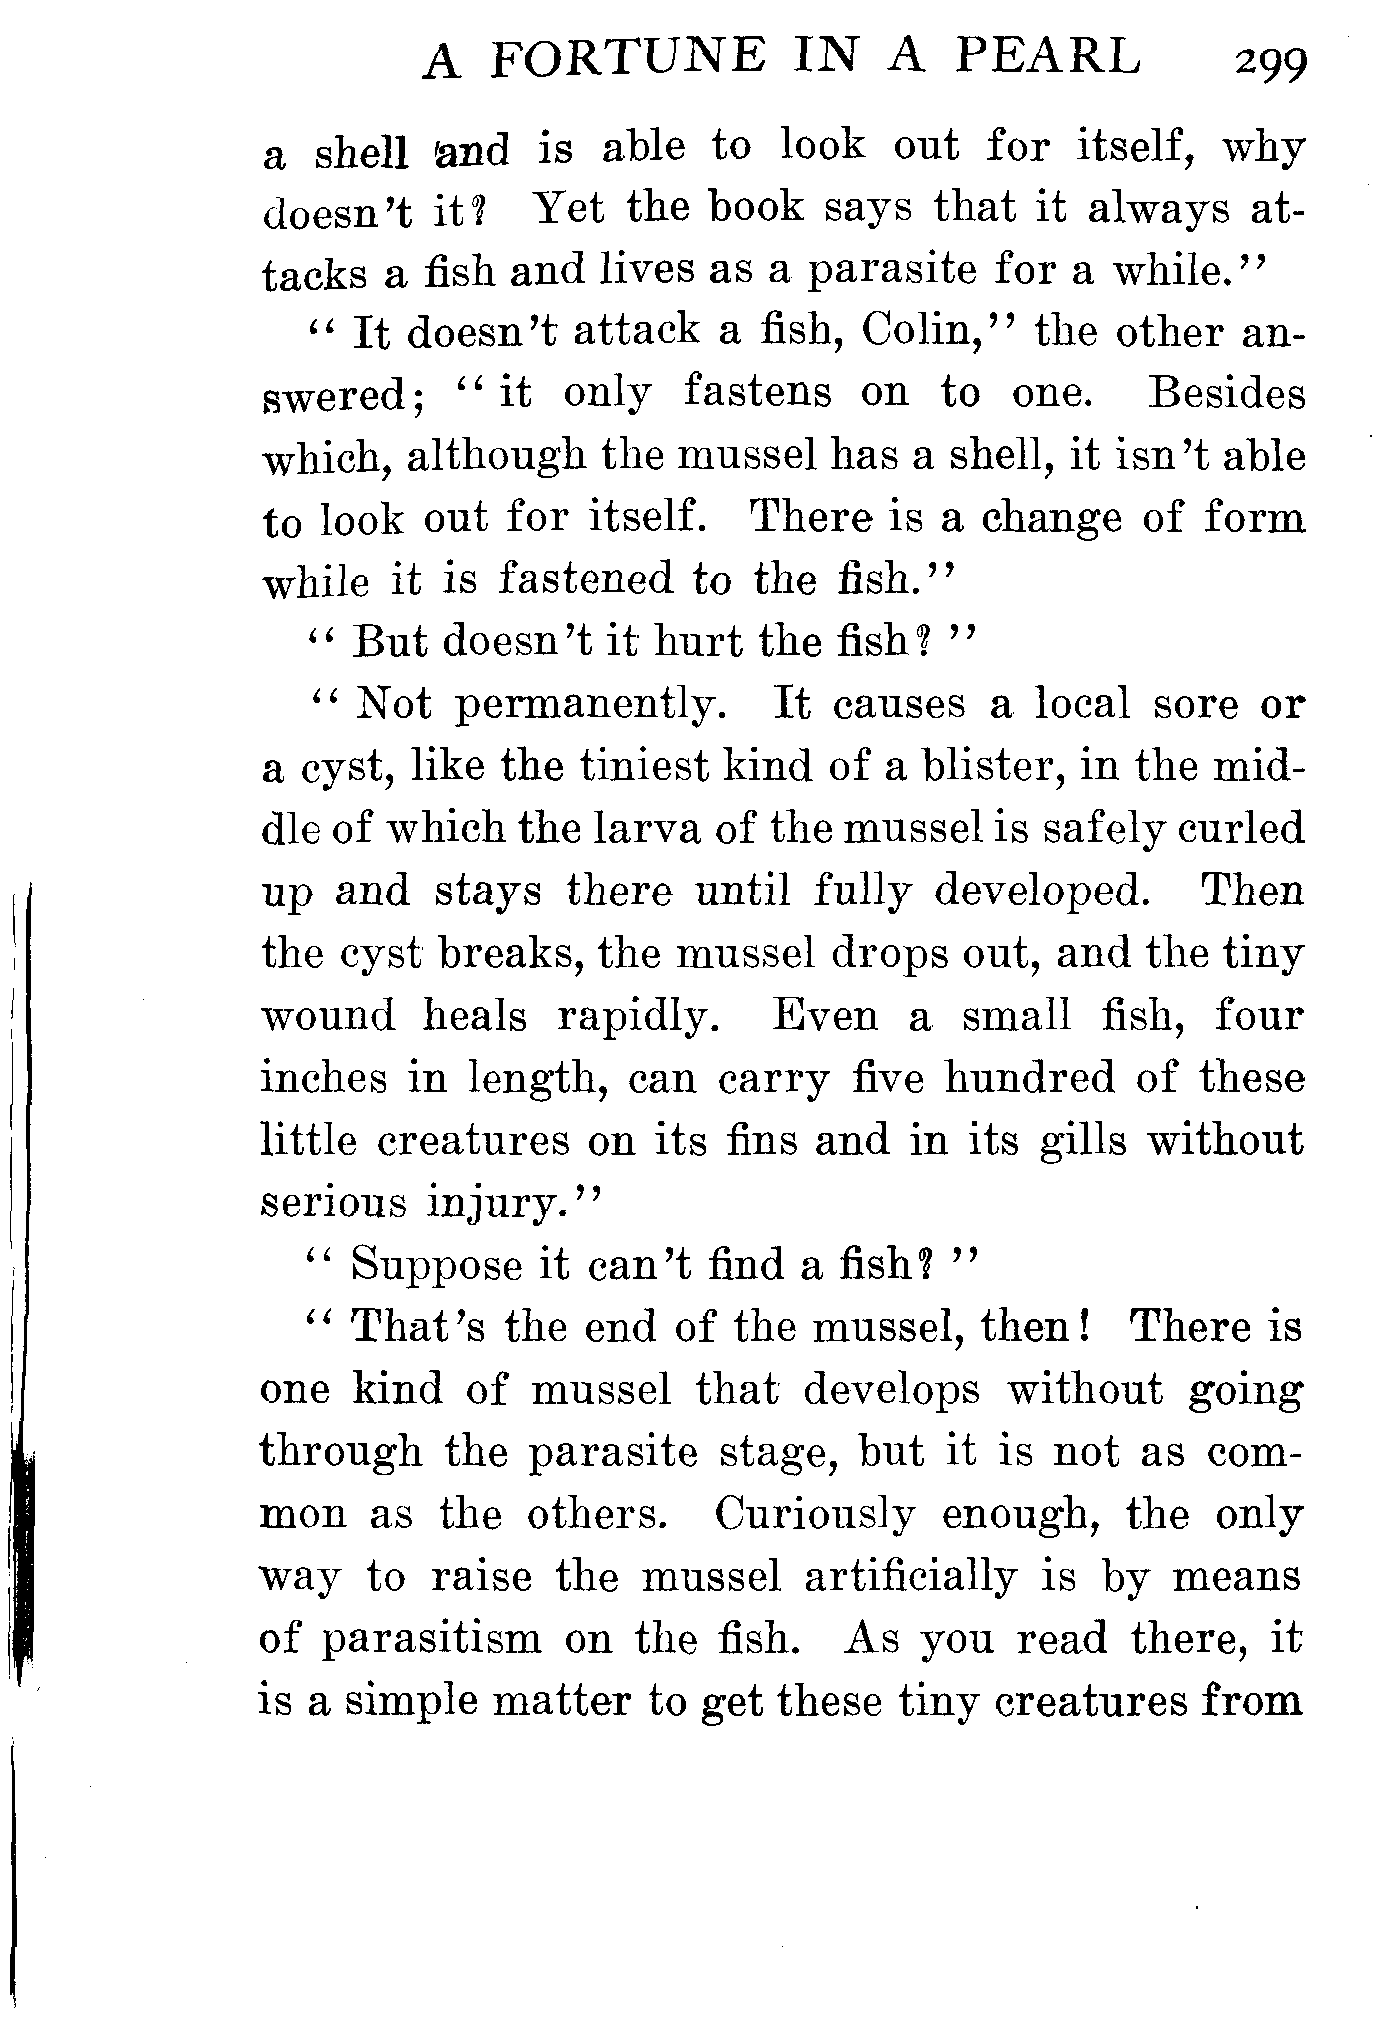 A FORTUNE IN A PEARL 299
a shell and is able to look out for itself, why
doesn't it? Yet the book says that it always at-
tacks a fish and lives as a parasite for a while."
"It doesn't attack a fish, Colin," the other an-
swered; "it only fastens on to one. Besides
which, although the mussel has a shell, it isn't able
to look out for itself. There is a change of form
while it is fastened to the fish."
"But doesn't it hurt the fish?"
"Not permanently. It causes a local sore or
a cyst, like the tiniest kind of a blister, in the mid-
dle of which the larva of the mussel is safely curled
up and stays there until fully developed. Then
the cyst breaks, the mussel drops out, and the tiny
wound heals rapidly. Even a small fish, four
inches in length, can carry five hundred of these
little creatures on its fins and in its gills without
serious injury."
"Suppose it can't find a fish?"
"That's the end of the mussel, then! There is
one kind of mussel that develops without going
through the parasite stage, but it is not as com-
mon as the others. Curiously enough, the only
way to raise the mussel artificially is by means
of parasitism on the fish. As you read there, it
is a simple matter to get these tiny creatures from